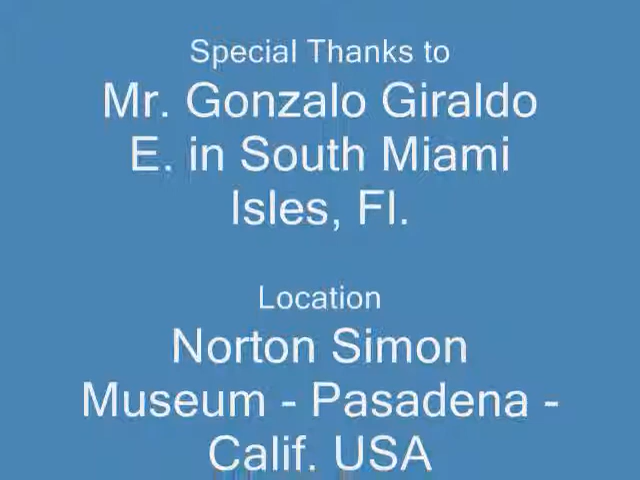 Special Thanks to
Mr. Gonzalo Giraldo
E. in South Miami
Isles, Fl.
Location
Norton Simon
Museum - Pasadena -
Calif. USA